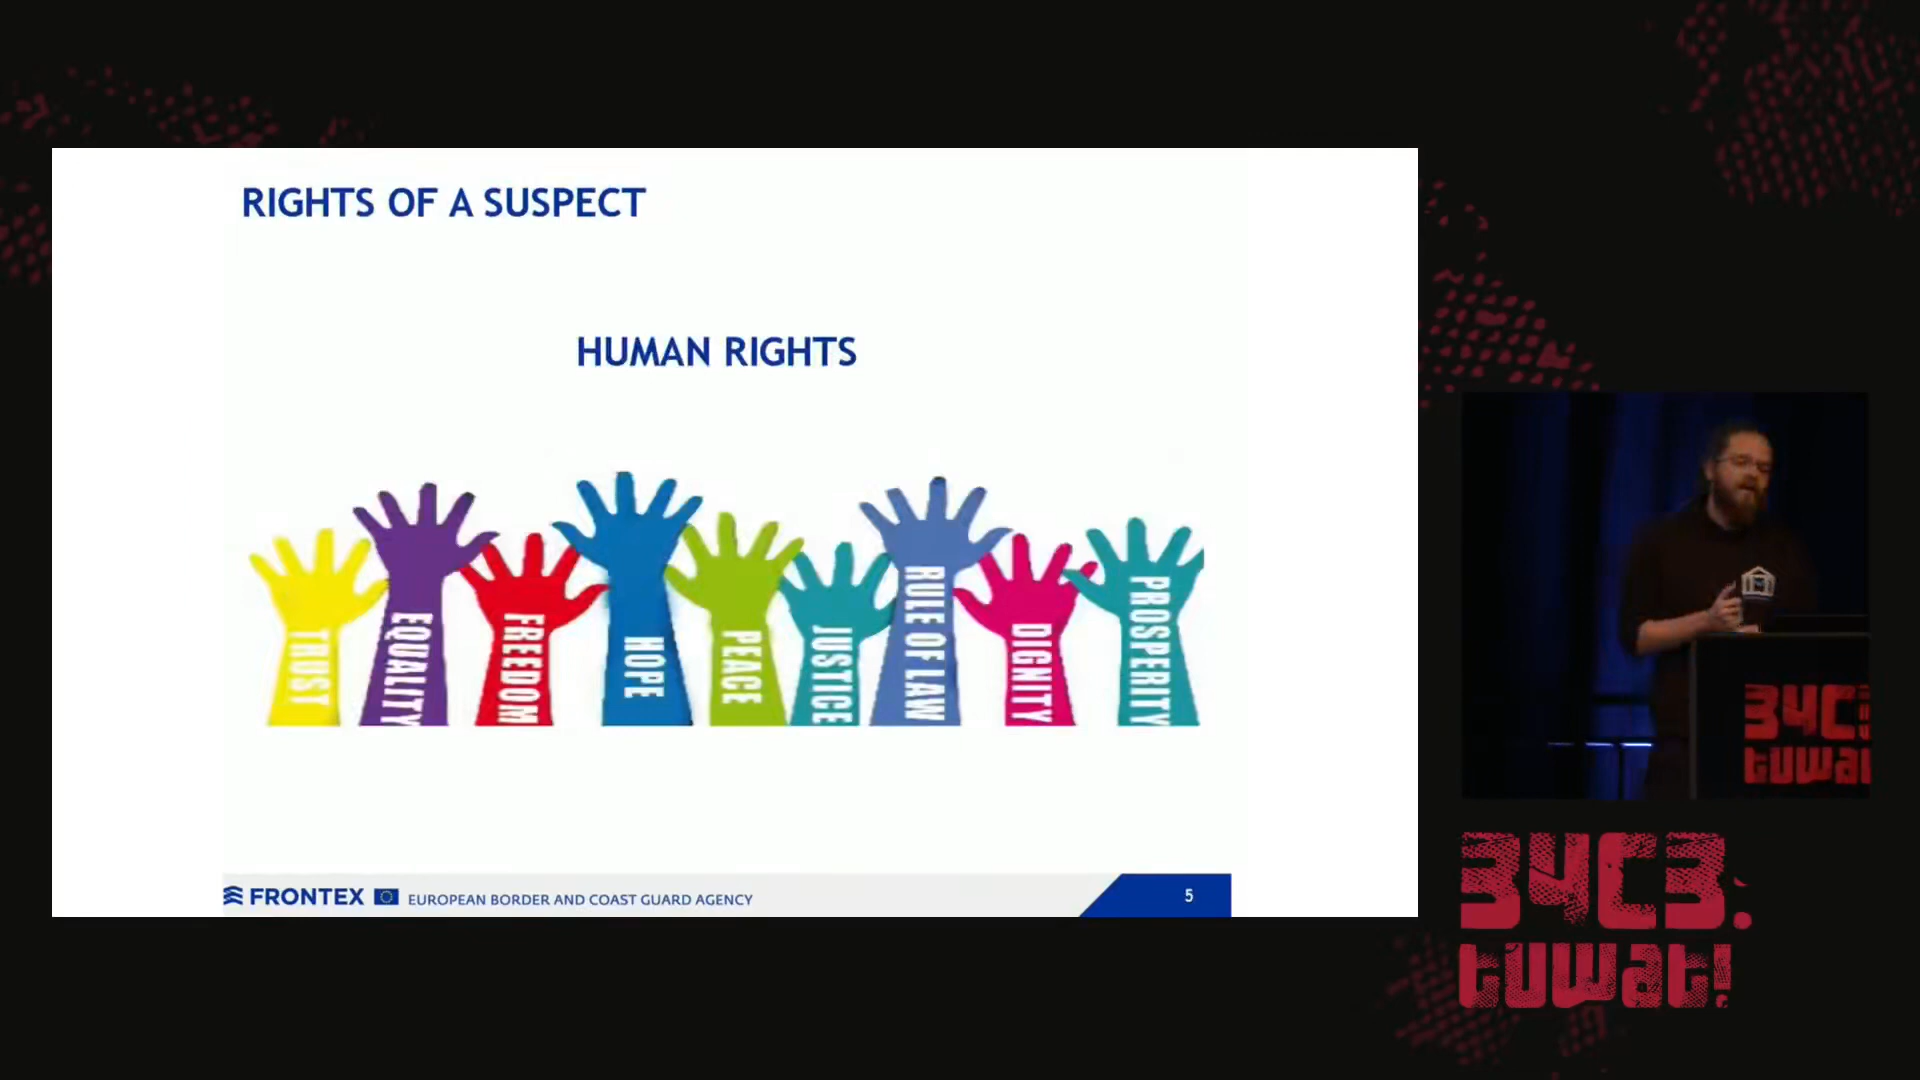 RIGHTS OF A SUSPECT
HUMAN RIGHTS
TRUST
EQUALITY
FREEDOM
HOPE
PEACE
JUSTICE
RULE OF LAW
DIGNITY
PROSPERITY
FRONTEX EUROPEAN BORDER AND COAST GUARD AGENCY 5
34C3
tuwat
34C3.
tuwat!